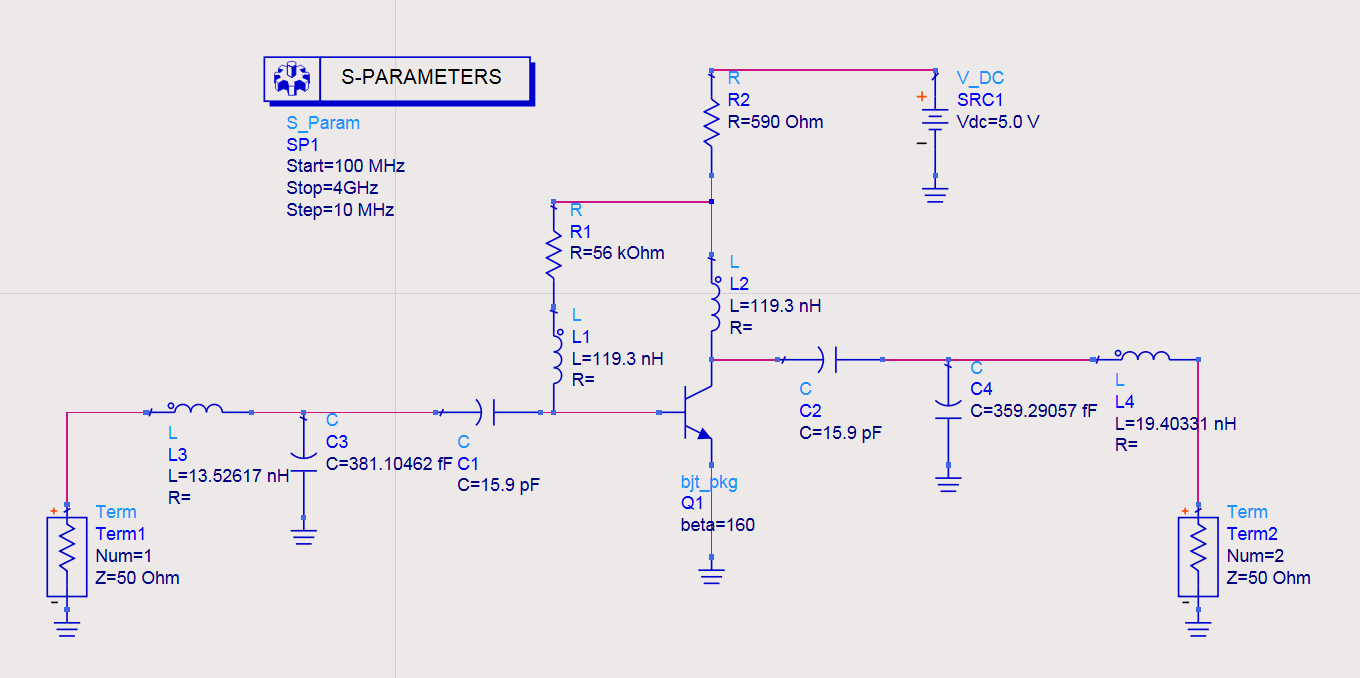 S-PARAMETERS
S_Param
SP1
Start=100 MHz
Stop=4GHz
Step=10 MHz
R
R2
R=590 Ohm
+
V_DC
SRC1
Vdc=5.0 V
−
R
R1
R=56 kOhm
L
L2
L=119.3 nH
R=
L
L1
L=119.3 nH
R=
L
L3
L=13.52617 nH
R=
C
C3
C=381.10462 fF
C
C1
C=15.9 pF
bjt_pkg
Q1
beta=160
C
C2
C=15.9 pF
C
C4
C=359.29057 fF
L
L4
L=19.40331 nH
R=
+
Term
Term1
Num=1
Z=50 Ohm
−
+
Term
Term2
Num=2
Z=50 Ohm
−